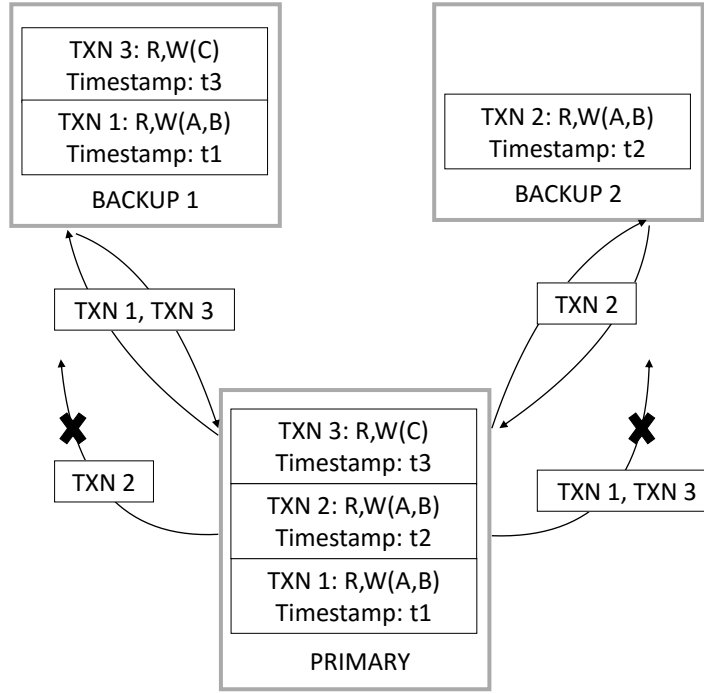 TXN 3: R,W(C)
Timestamp: t3
TXN 1: R,W(A,B)
Timestamp: t1
BACKUP 1
TXN 2: R,W(A,B)
Timestamp: t2
BACKUP 2
TXN 1, TXN 3
TXN 2
TXN 2
TXN 1, TXN 3
TXN 3: R,W(C)
Timestamp: t3
TXN 2: R,W(A,B)
Timestamp: t2
TXN 1: R,W(A,B)
Timestamp: t1
PRIMARY